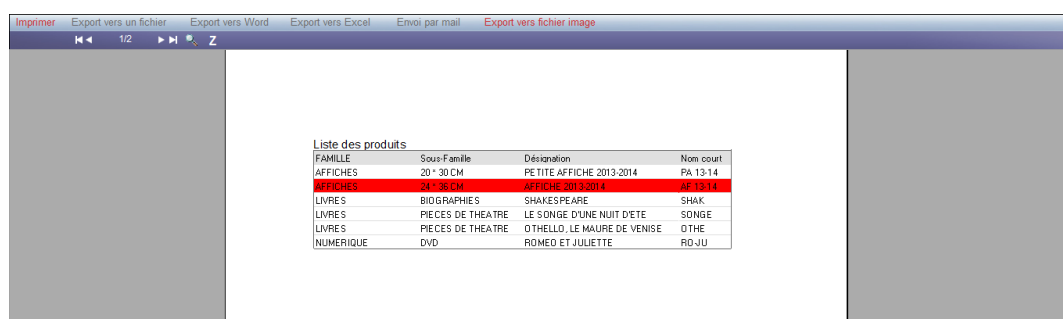 Imprimer Export vers un fichier Export vers Word Export vers Excel Envoi par mail Export vers fichier image
1/2 Z
Liste des produits
FAMILLE Sous-Famille Désignation Nom court
AFFICHES 20 * 30 CM PETITE AFFICHE 2013-2014 PA 13-14
AFFICHES 24 * 36 CM AFFICHE 2013-2014 AF 13-14
LIVRES BIOGRAPHIES SHAKESPEARE SHAK
LIVRES PIECES DE THEATRE LE SONGE D'UNE NUIT D'ETE SONGE
LIVRES PIECES DE THEATRE OTHELLO, LE MAURE DE VENISE OTHE
NUMERIQUE DVD ROMEO ET JULIETTE RO-JU